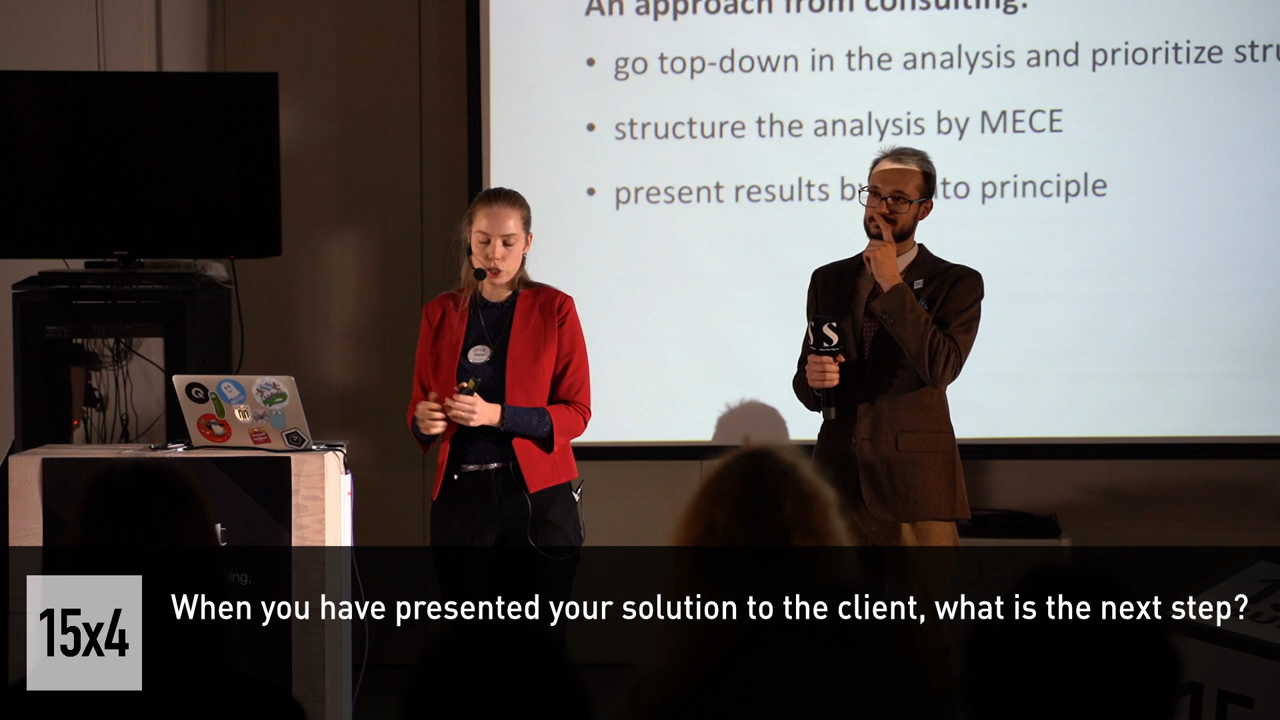 An approach from consulting:
• go top-down in the analysis and prioritize stru
• structure the analysis by MECE
• present results b to principle
S S
t
ing,
15x4
When you have presented your solution to the client, what is the next step?